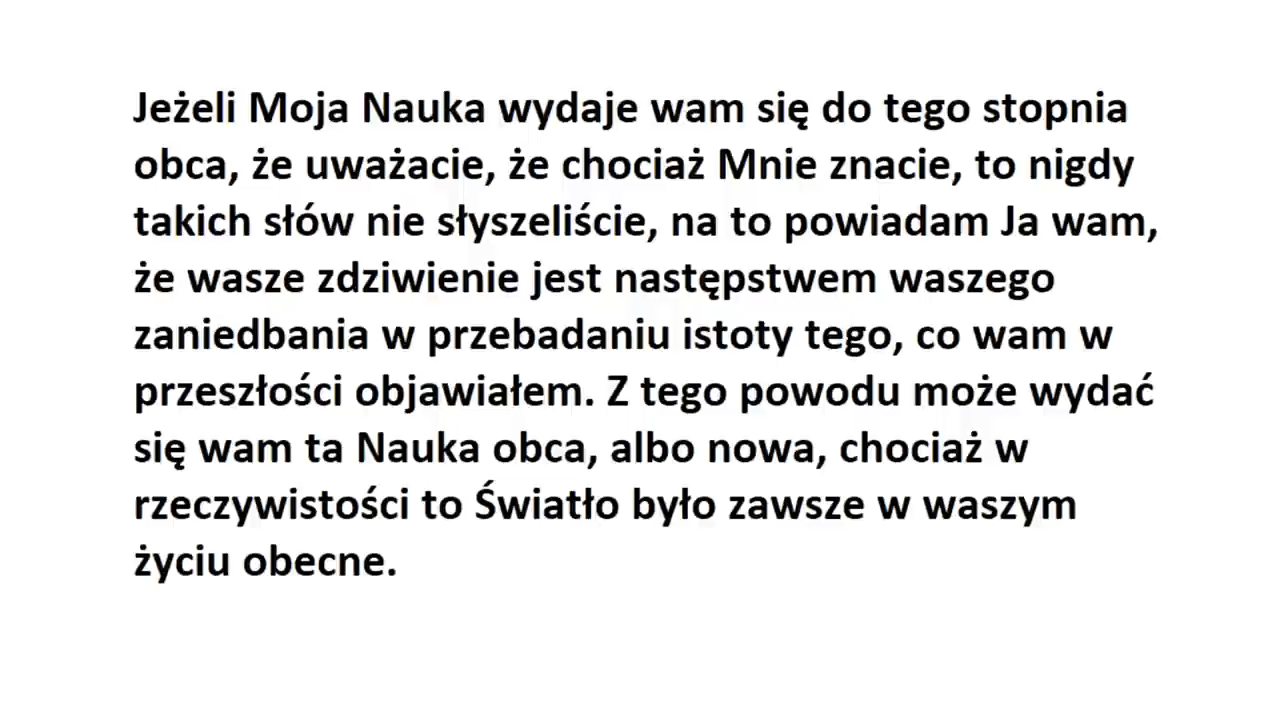 Jeżeli Moja Nauka wydaje wam się do tego stopnia
obca, że uważacie, że chociaż Mnie znacie, to nigdy
takich słów nie słyszeliście, na to powiadam Ja wam,
że wasze zdziwienie jest następstwem waszego
zaniedbania w przebadaniu istoty tego, co wam w
przeszłości objawiałem. Z tego powodu może wydać
się wam ta Nauka obca, albo nowa, chociaż w
rzeczywistości to Światło było zawsze w waszym
życiu obecne.